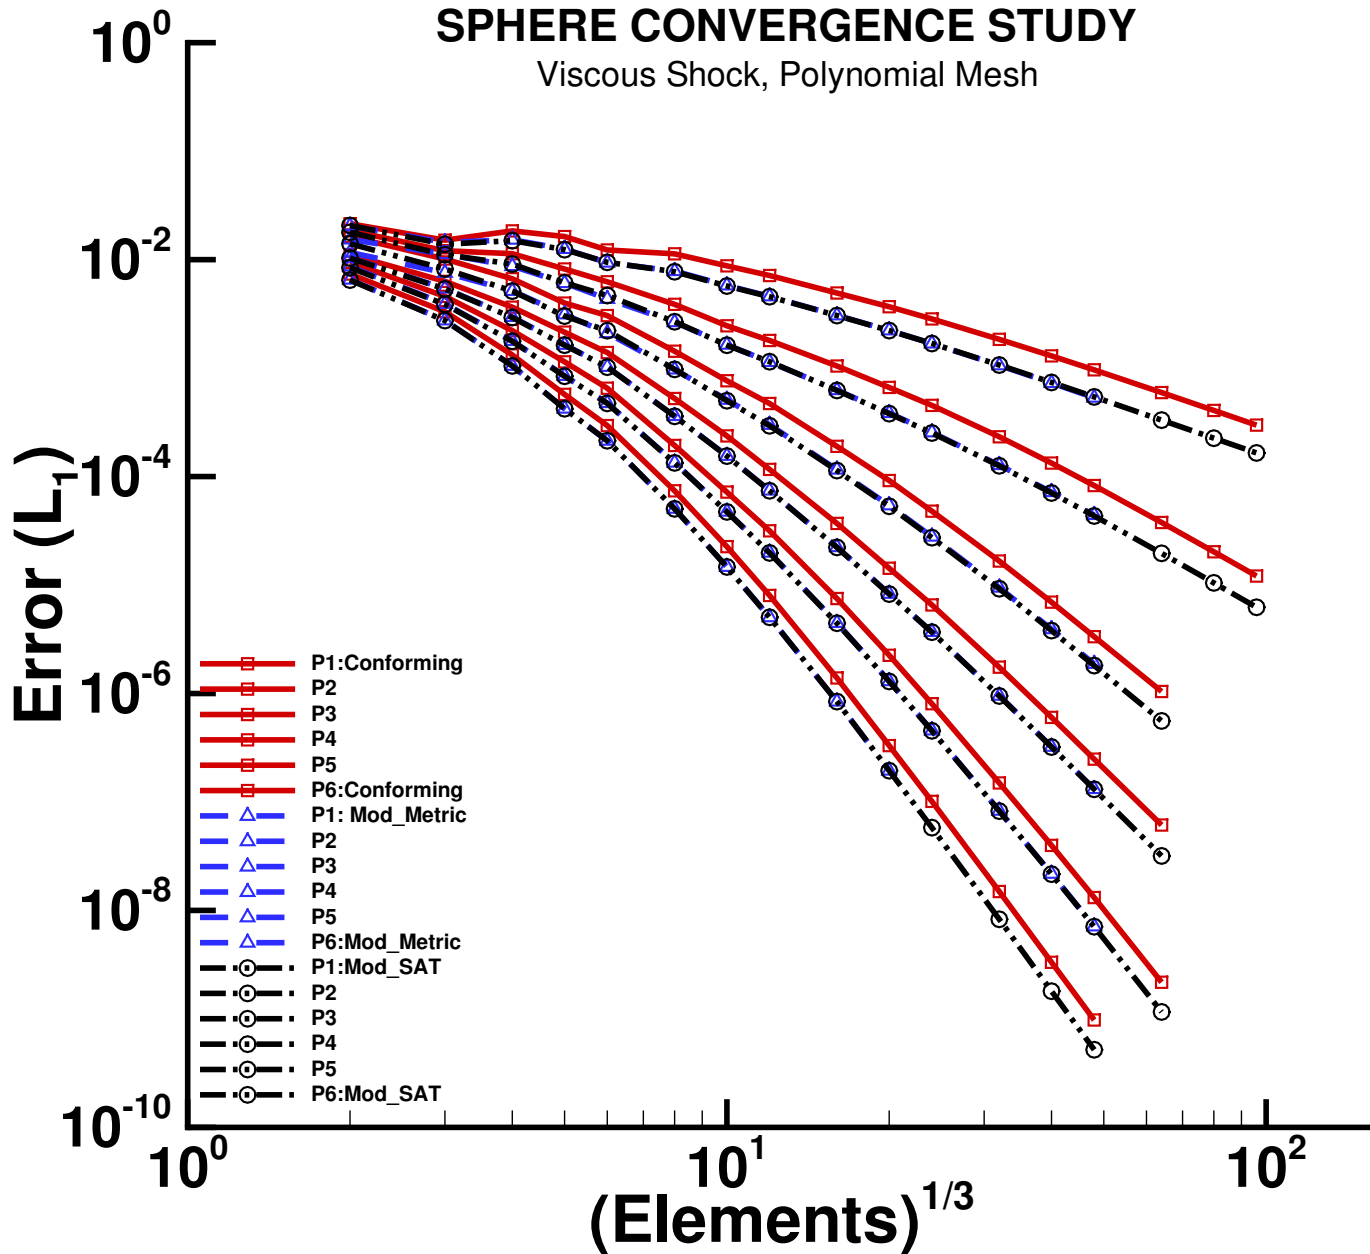 SPHERE CONVERGENCE STUDY
Viscous Shock, Polynomial Mesh
10^0
10^-2
10^-4
10^-6
10^-8
10^-10
Error (L_1)
P1:Conforming
P2
P3
P4
P5
P6:Conforming
P1: Mod_Metric
P2
P3
P4
P5
P6:Mod_Metric
P1:Mod_SAT
P2
P3
P4
P5
P6:Mod_SAT
10^0 10^1 10^2
(Elements)^1/3